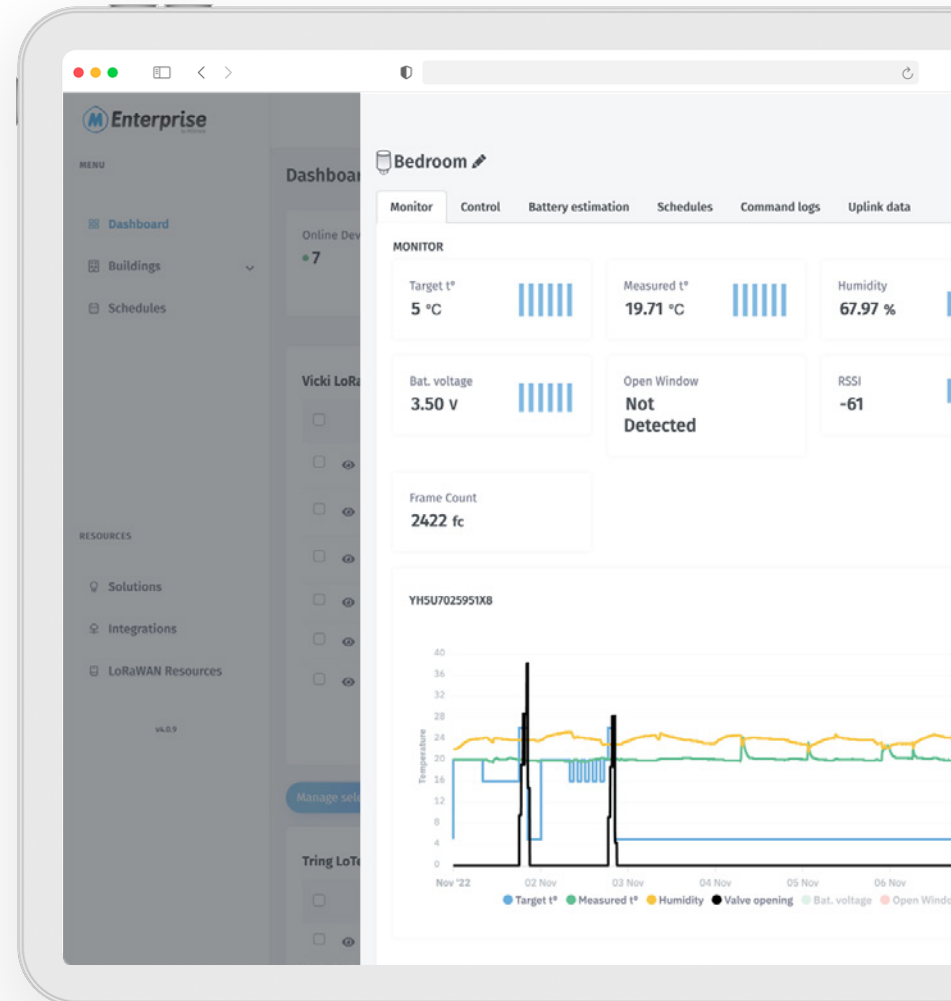 M Enterprise
MENU
Dashboard
Buildings
Schedules
RESOURCES
Solutions
Integrations
LoRaWAN Resources
v4.0.9
Dashboar
Online Dev
7
Vicki LoRa
Manage sele
Tring LoTe
Bedroom
Monitor Control Battery estimation Schedules Command logs Uplink data
MONITOR
Target t°
5 °C
Measured t°
19.71 °C
Humidity
67.97 %
Bat. voltage
3.50 V
Open Window
Not
Detected
RSSI
-61
Frame Count
2422 fc
YH5U7025951X8
Temperature
40
36
32
28
24
20
16
12
8
4
0
Nov '22 02 Nov 03 Nov 04 Nov 05 Nov 06 Nov
Target t° Measured t° Humidity Valve opening Bat. voltage Open Windo